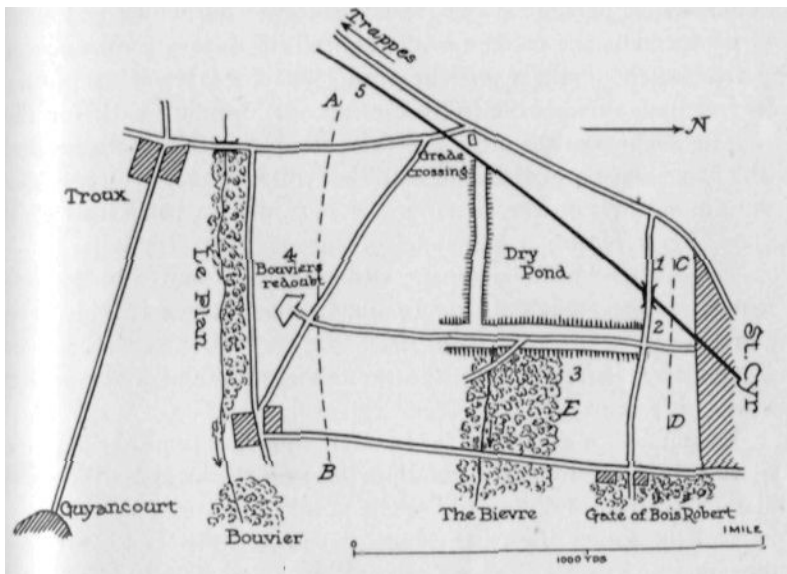 Trappes
5
A
N
Grade
crossing
Troux
Le Plan
4
Bouviers
redoubt
Dry
Pond
1
C
2
St. Cyr
3
E
D
B
Guyancourt
Bouvier
The Bievre
Gate of Bois Robert
1 MILE
0
1000 YDS